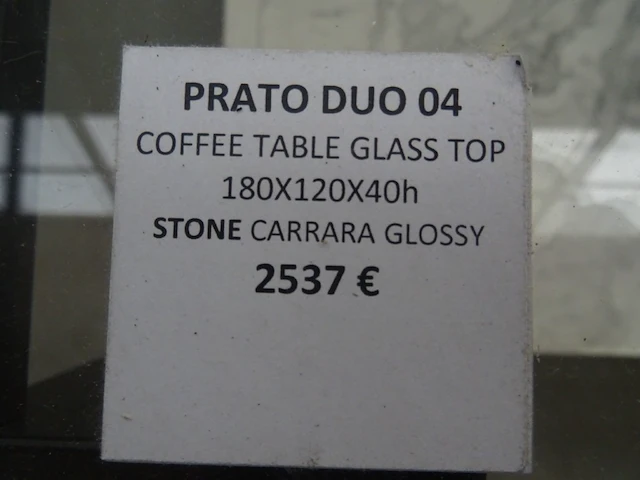 PRATO DUO 04
COFFEE TABLE GLASS TOP
180X120X40h
STONE CARRARA GLOSSY
2537 €